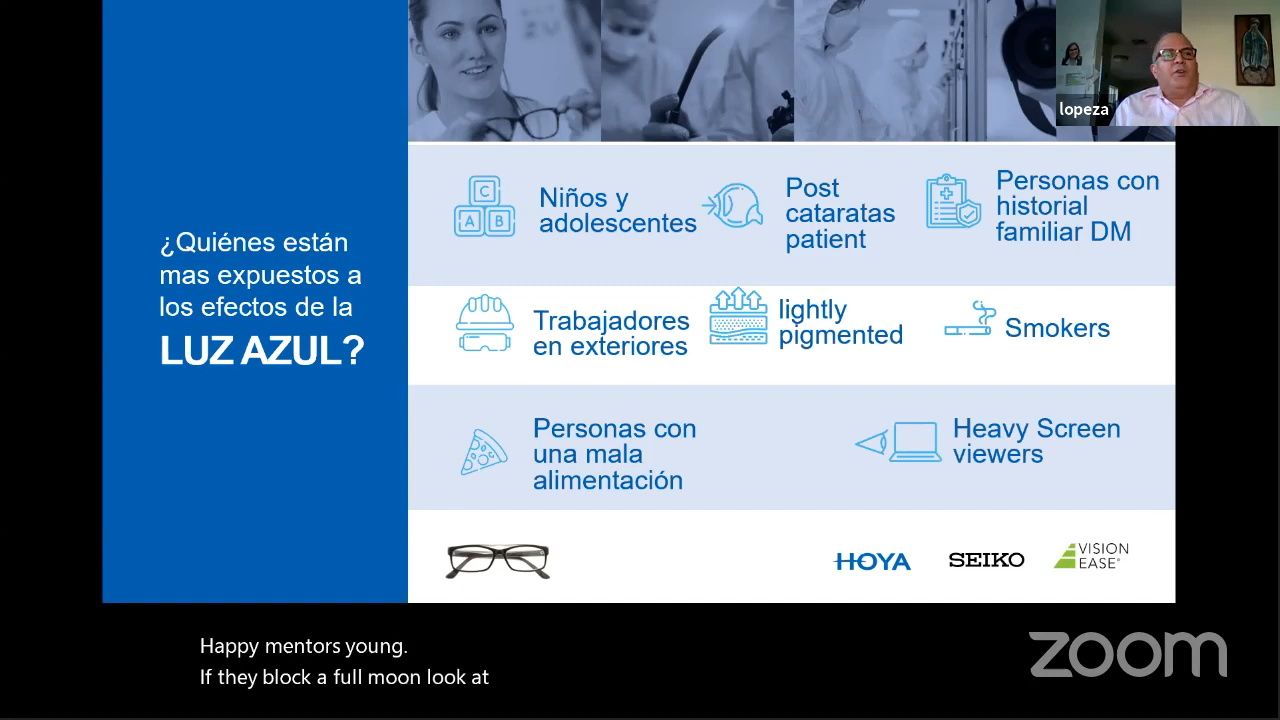 lopeza
¿Quiénes están
mas expuestos a
los efectos de la
LUZ AZUL?
C
A B
Niños y
adolescentes
Post
cataratas
patient
Personas con
historial
familiar DM
Trabajadores
en exteriores
lightly
pigmented
Smokers
Personas con
una mala
alimentación
Heavy Screen
viewers
HOYA
SEIKO
VISION
EASE®
Happy mentors young.
If they block a full moon look at
zoom